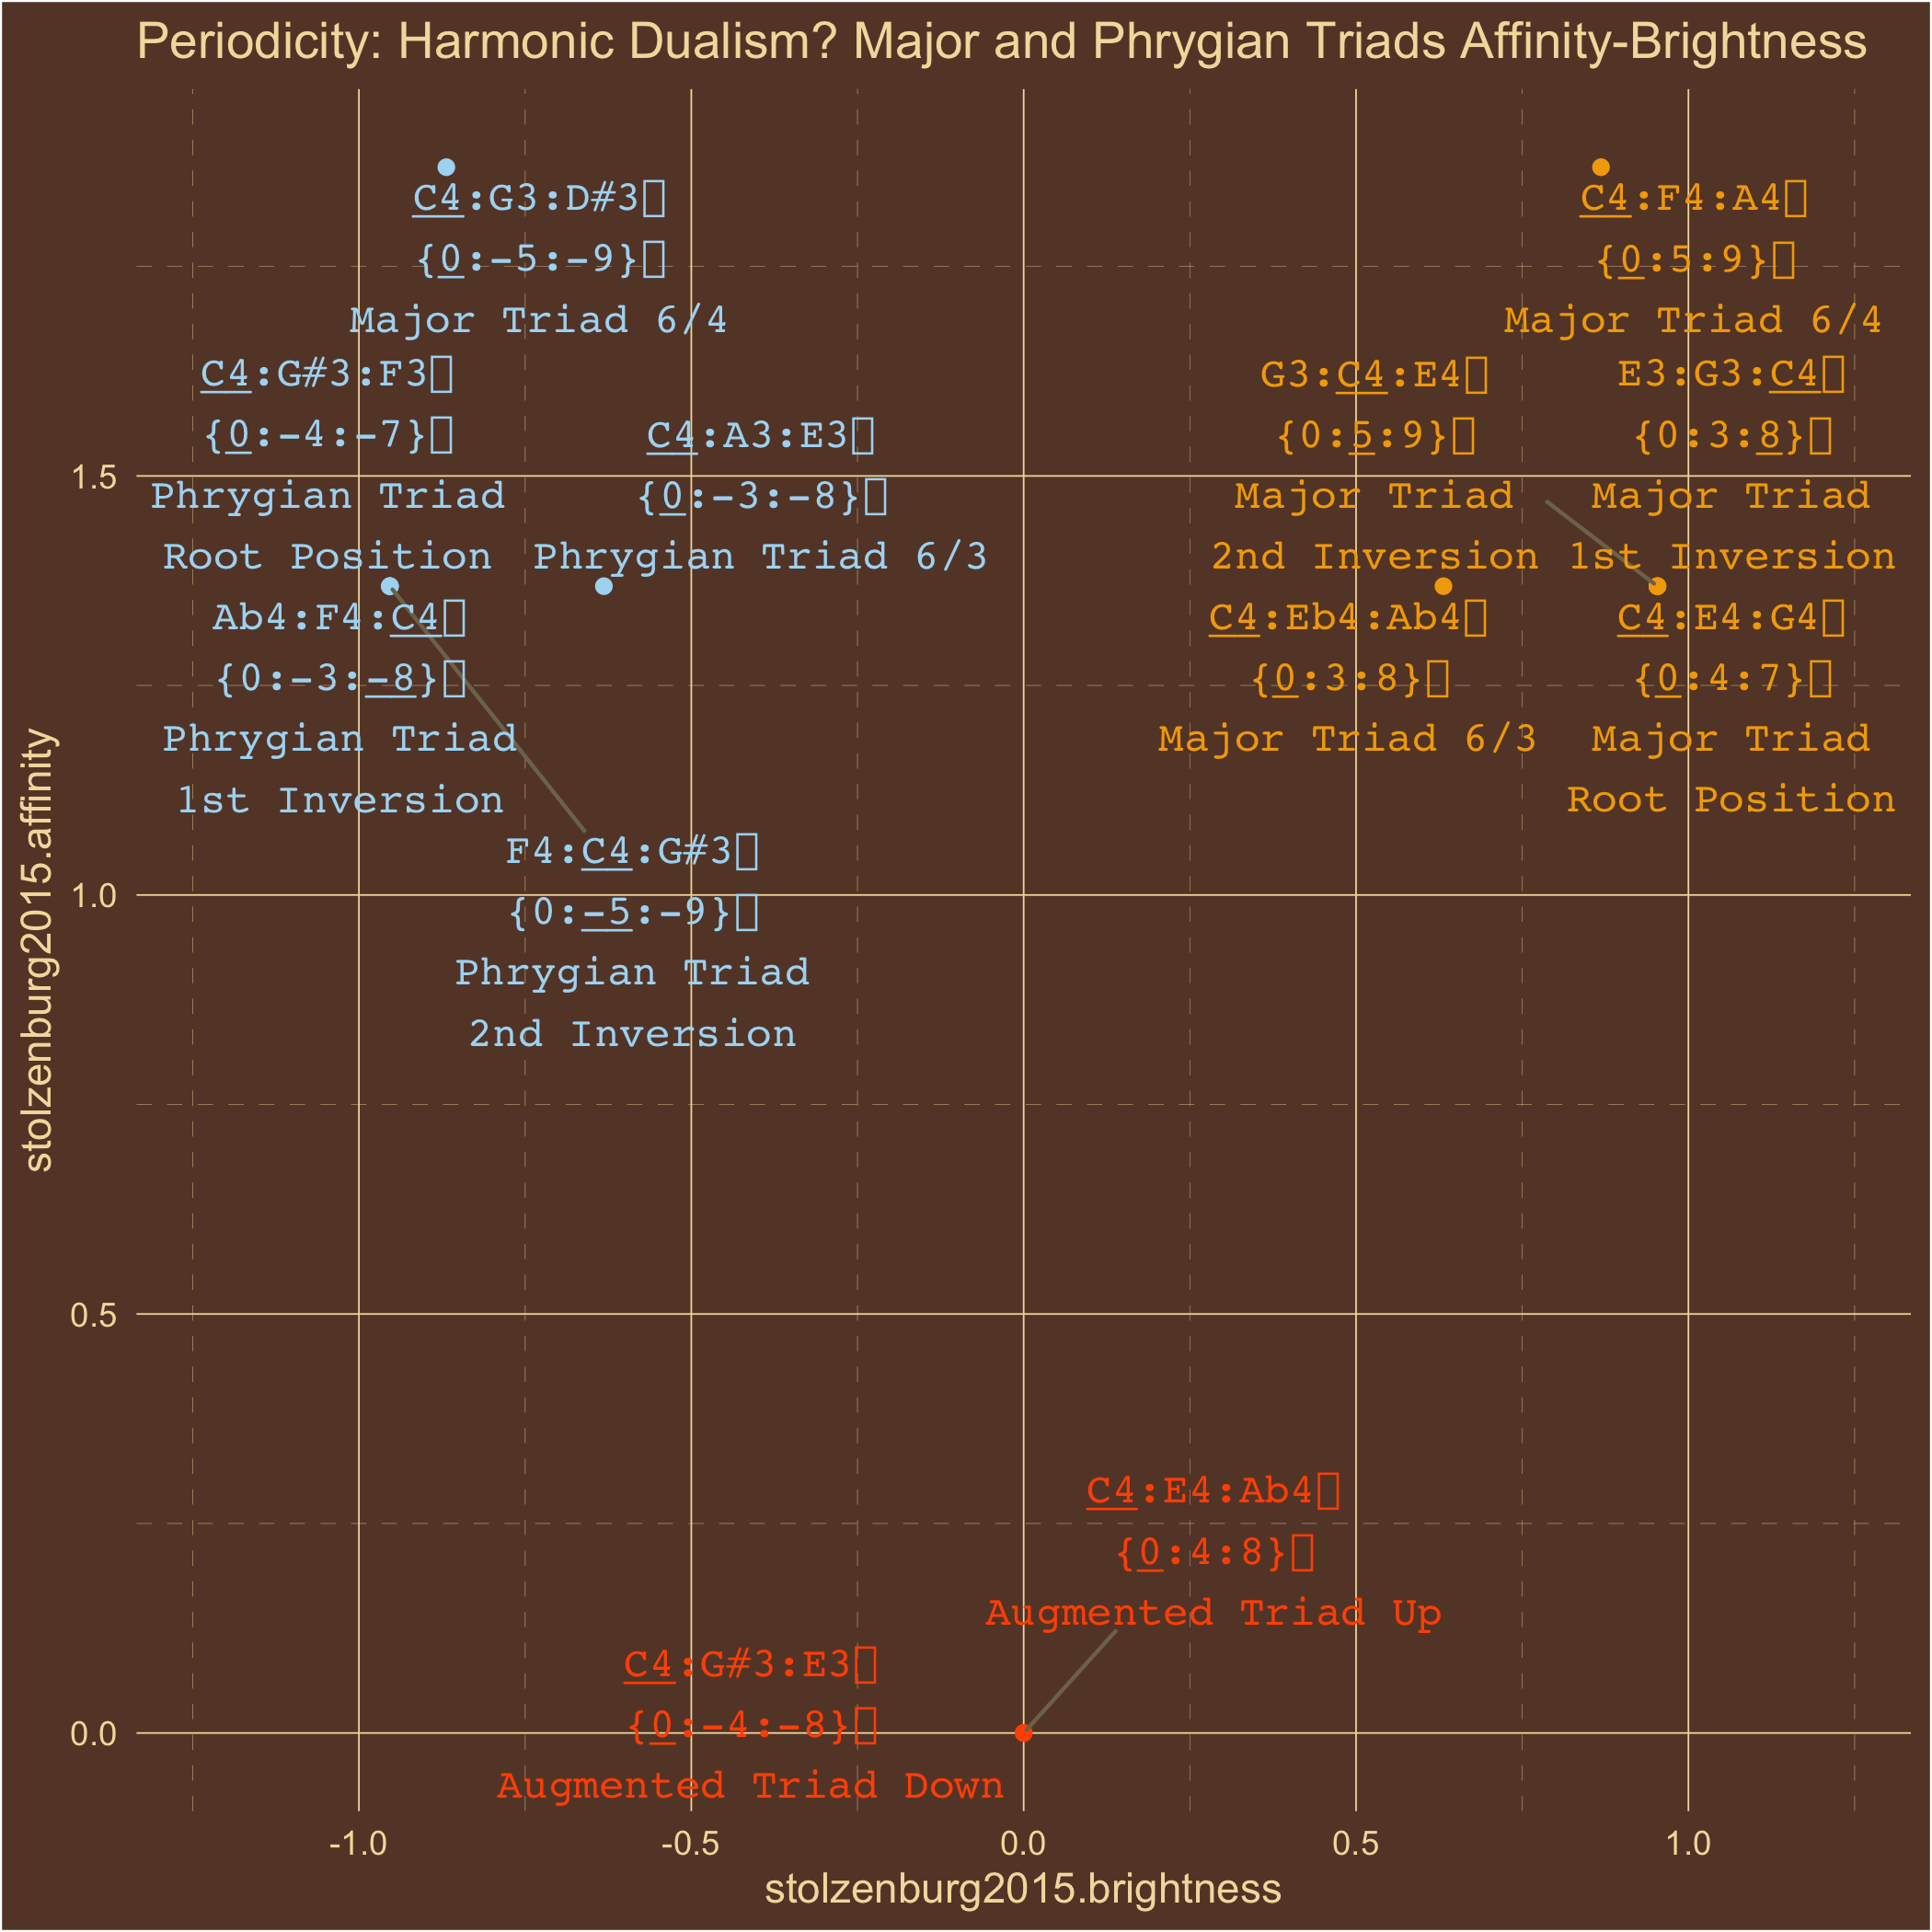 Periodicity: Harmonic Dualism? Major and Phrygian Triads Affinity-Brightness
C4:G3:D#3
{0:-5:-9}
Major Triad 6/4
C4:F4:A4
{0:5:9}
Major Triad 6/4
C4:G#3:F3
{0:-4:-7}
Phrygian Triad
Root Position
C4:A3:E3
{0:-3:-8}
Phrygian Triad 6/3
G3:C4:E4
{0:5:9}
Major Triad
2nd Inversion
E3:G3:C4
{0:3:8}
Major Triad
1st Inversion
Ab4:F4:C4
{0:-3:-8}
Phrygian Triad
1st Inversion
C4:Eb4:Ab4
{0:3:8}
Major Triad 6/3
C4:E4:G4
{0:4:7}
Major Triad
Root Position
F4:C4:G#3
{0:-5:-9}
Phrygian Triad
2nd Inversion
C4:E4:Ab4
{0:4:8}
Augmented Triad Up
C4:G#3:E3
{0:-4:-8}
Augmented Triad Down
stolzenburg2015.affinity
1.5
1.0
0.5
0.0
-1.0
-0.5
0.0
0.5
1.0
stolzenburg2015.brightness